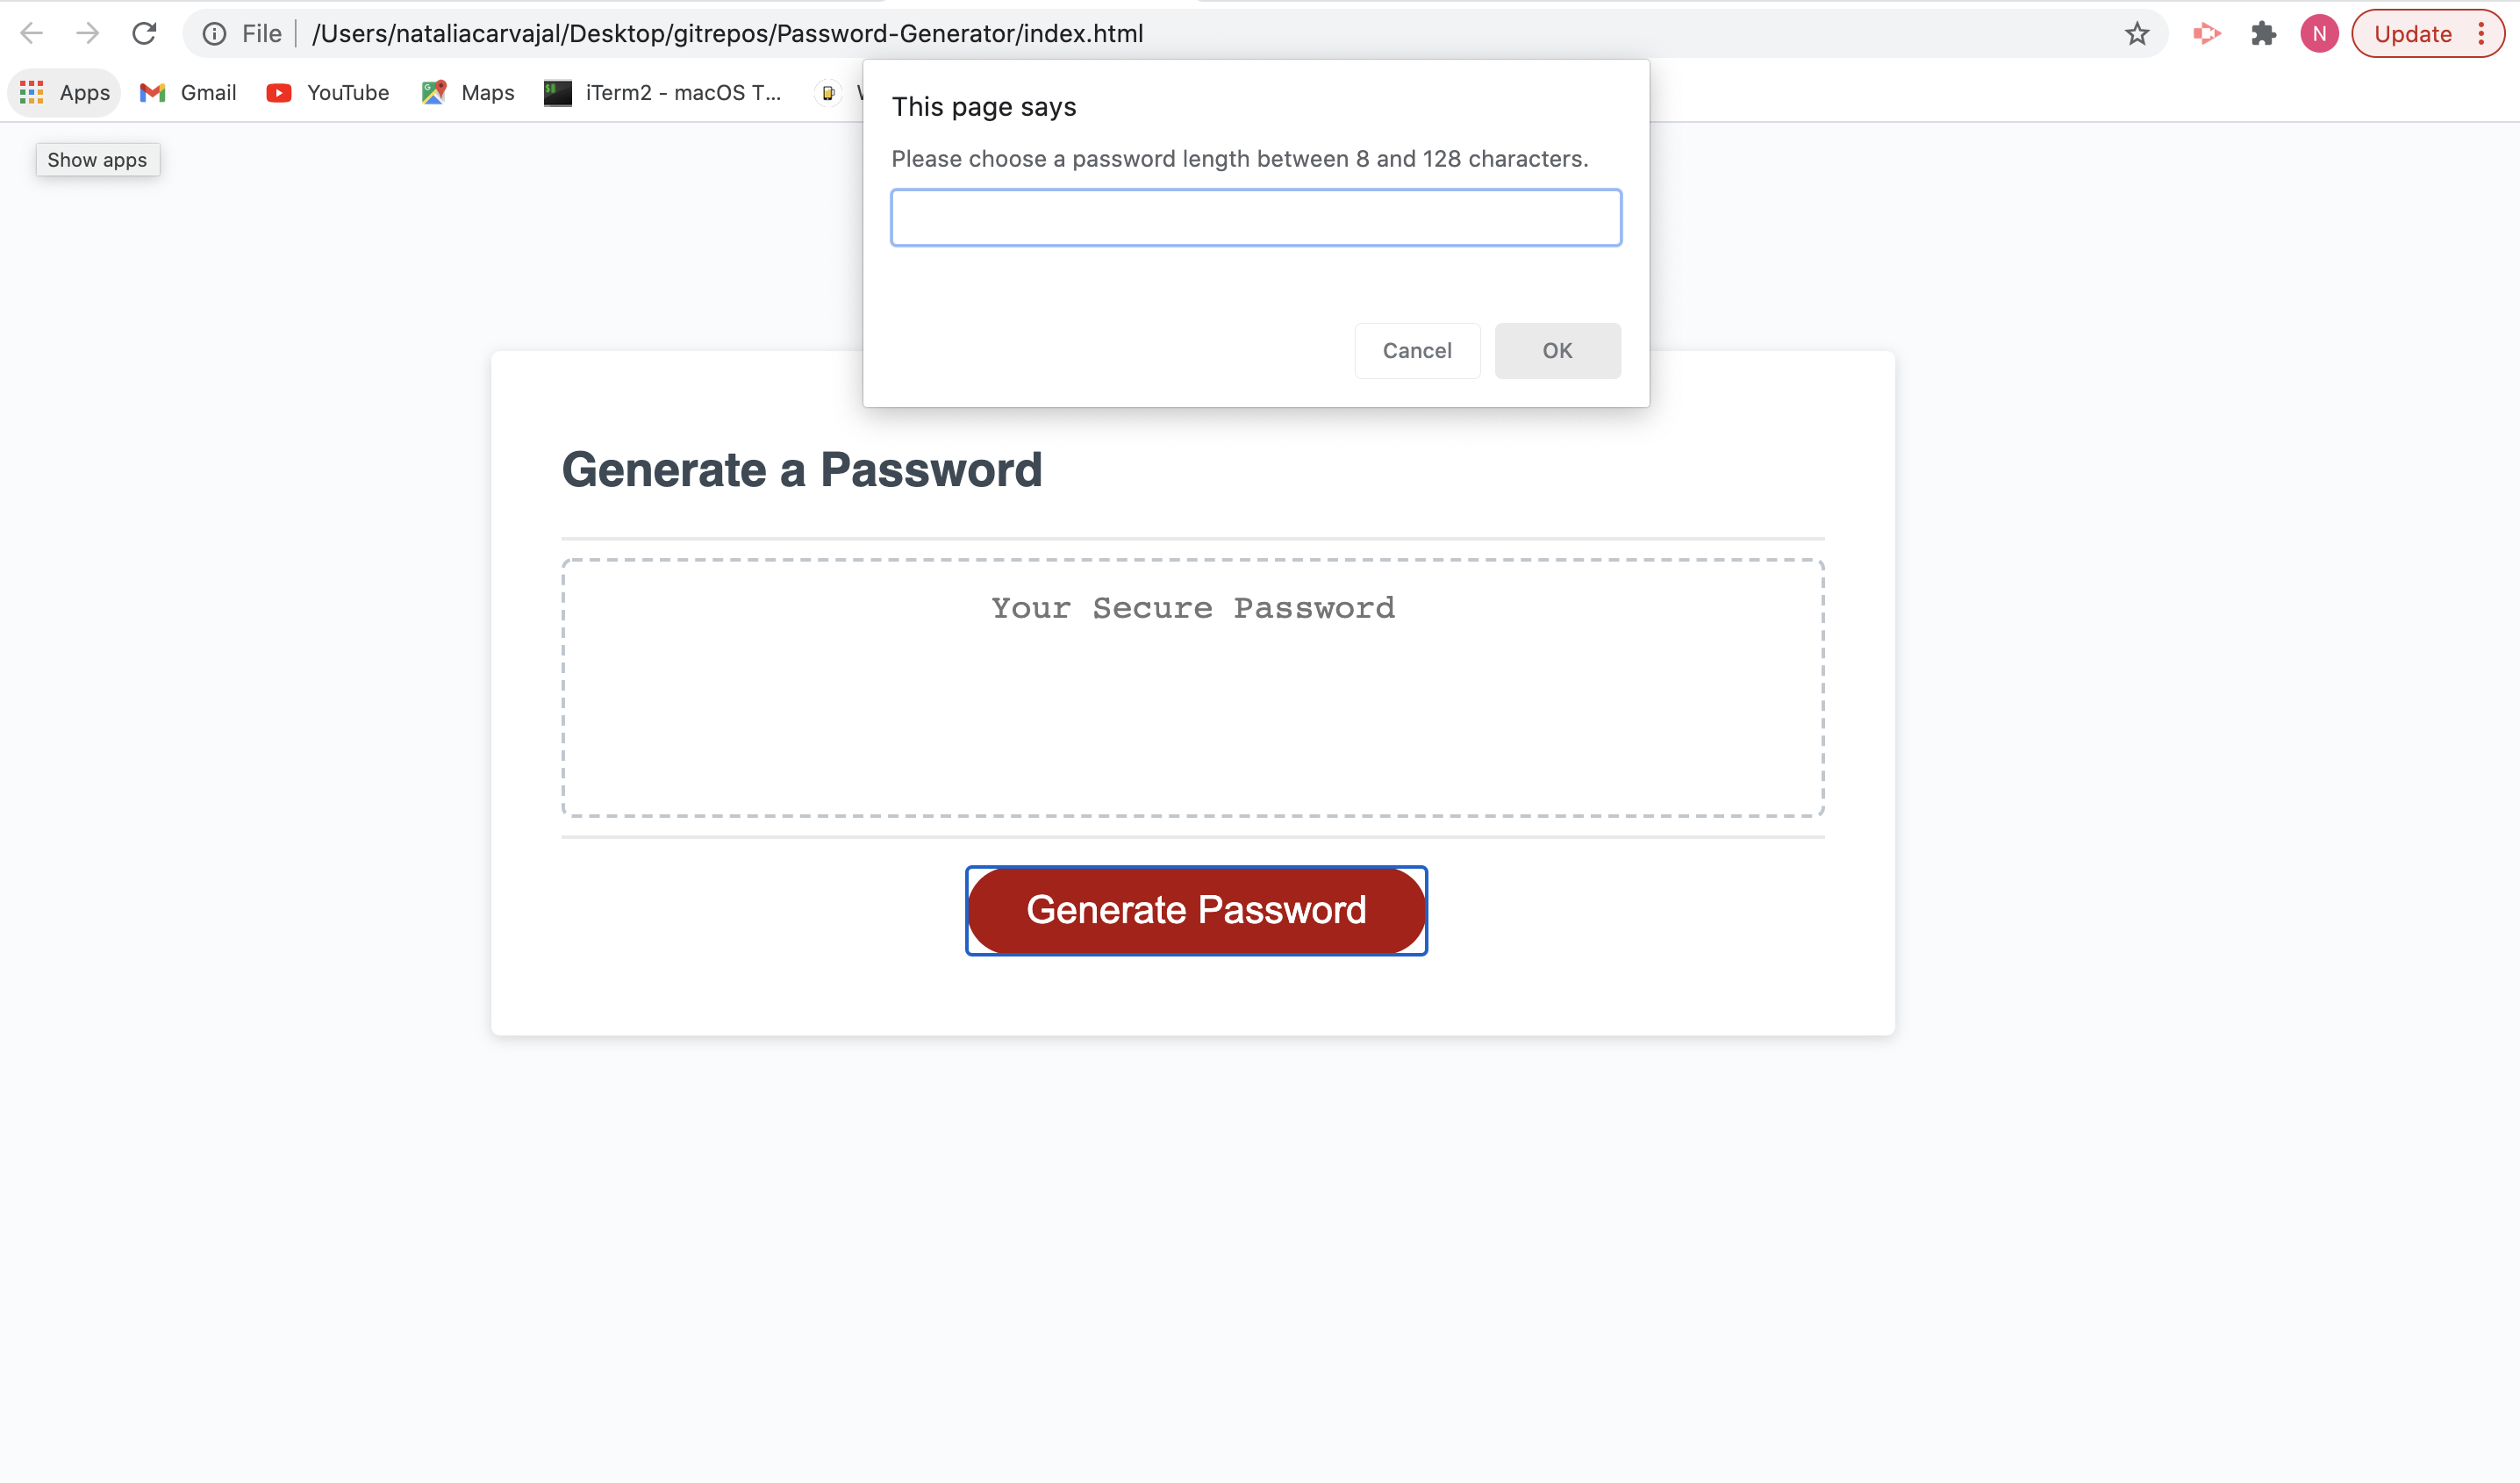 File /Users/nataliacarvajal/Desktop/gitrepos/Password-Generator/index.html N Update
Apps Gmail YouTube Maps iTerm2 - macOS T...
Show apps
This page says
Please choose a password length between 8 and 128 characters.
Cancel OK
Generate a Password
Your Secure Password
Generate Password